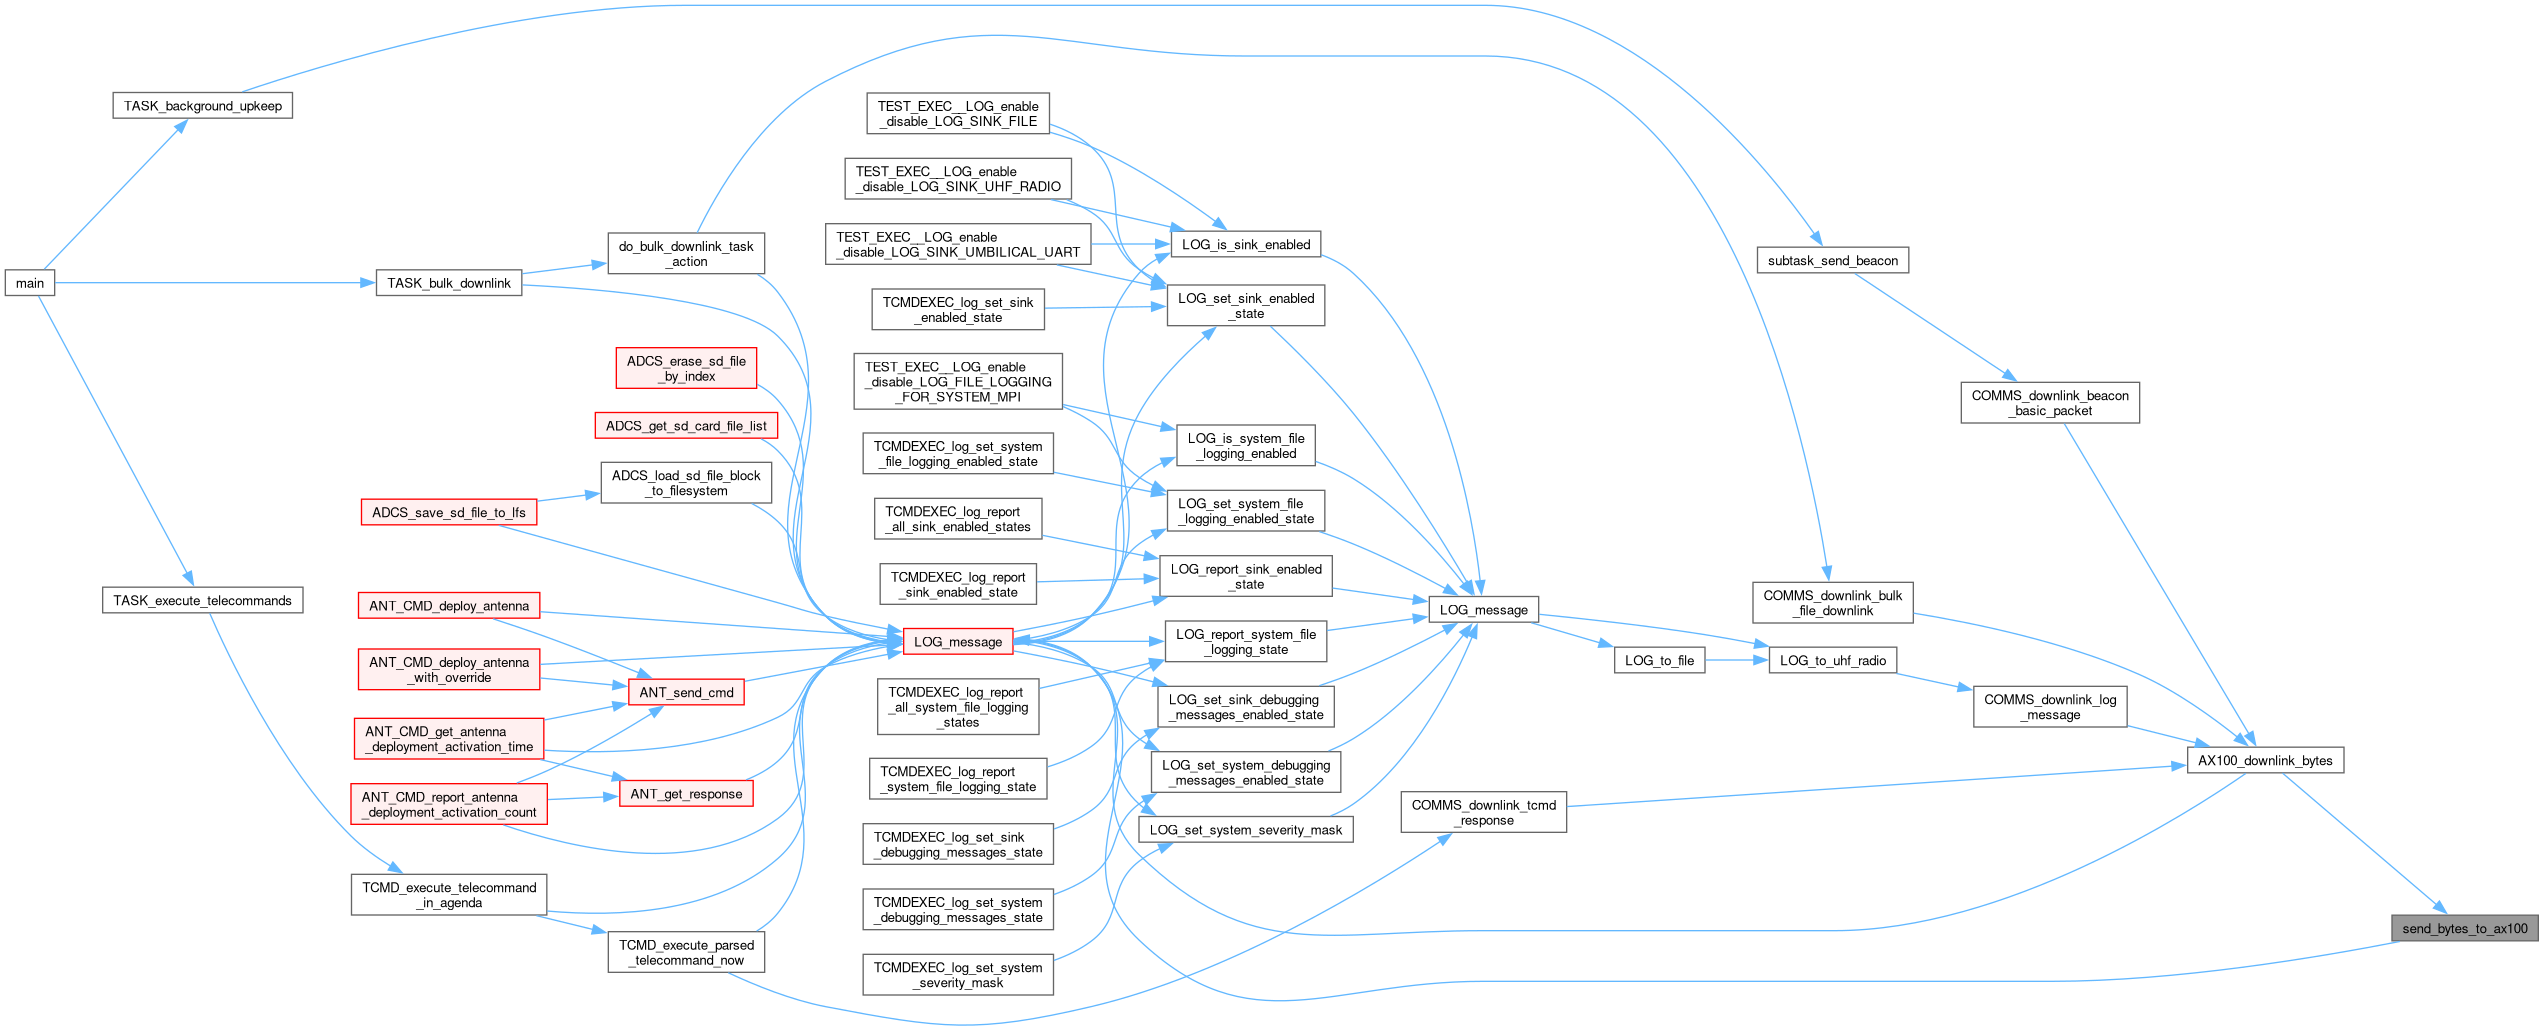 main
TASK_background_upkeep
TASK_execute_telecommands
TASK_bulk_downlink
ADCS_save_sd_file_to_lfs
ANT_CMD_deploy_antenna
ANT_CMD_deploy_antenna
_with_override
ANT_CMD_get_antenna
_deployment_activation_time
ANT_CMD_report_antenna
_deployment_activation_count
TCMD_execute_telecommand
_in_agenda
do_bulk_downlink_task
_action
ADCS_erase_sd_file
_by_index
ADCS_get_sd_card_file_list
ADCS_load_sd_file_block
_to_filesystem
ANT_send_cmd
ANT_get_response
TCMD_execute_parsed
_telecommand_now
TEST_EXEC__LOG_enable
_disable_LOG_SINK_FILE
TEST_EXEC__LOG_enable
_disable_LOG_SINK_UHF_RADIO
TEST_EXEC__LOG_enable
_disable_LOG_SINK_UMBILICAL_UART
TCMDEXEC_log_set_sink
_enabled_state
TEST_EXEC__LOG_enable
_disable_LOG_FILE_LOGGING
_FOR_SYSTEM_MPI
TCMDEXEC_log_set_system
_file_logging_enabled_state
TCMDEXEC_log_report
_all_sink_enabled_states
TCMDEXEC_log_report
_sink_enabled_state
LOG_message
TCMDEXEC_log_report
_all_system_file_logging
_states
TCMDEXEC_log_report
_system_file_logging_state
TCMDEXEC_log_set_sink
_debugging_messages_state
TCMDEXEC_log_set_system
_debugging_messages_state
TCMDEXEC_log_set_system
_severity_mask
LOG_is_sink_enabled
LOG_set_sink_enabled
_state
LOG_is_system_file
_logging_enabled
LOG_set_system_file
_logging_enabled_state
LOG_report_sink_enabled
_state
LOG_report_system_file
_logging_state
LOG_set_sink_debugging
_messages_enabled_state
LOG_set_system_debugging
_messages_enabled_state
LOG_set_system_severity_mask
LOG_message
COMMS_downlink_tcmd
_response
LOG_to_file
subtask_send_beacon
COMMS_downlink_bulk
_file_downlink
LOG_to_uhf_radio
COMMS_downlink_beacon
_basic_packet
COMMS_downlink_log
_message
AX100_downlink_bytes
send_bytes_to_ax100